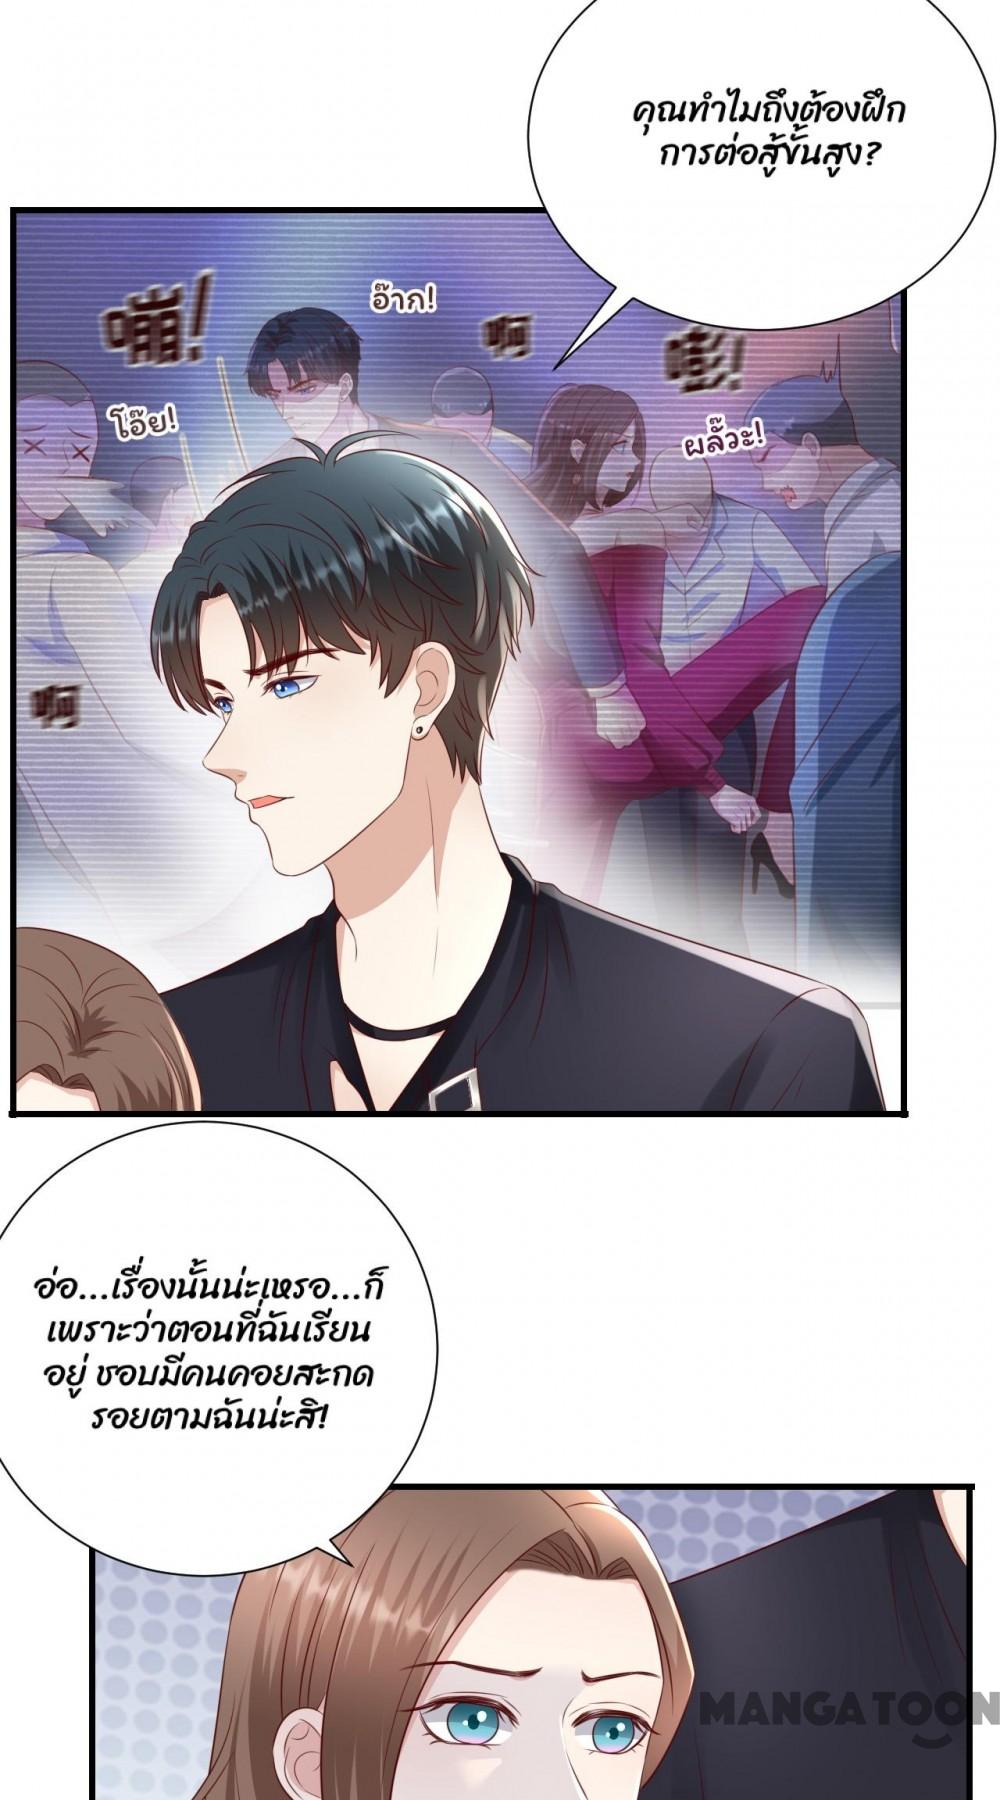 คุณทำไมถึงต้องฝึก
การต่อสู้ขั้นสูง?
嘣!
อ๊าก!
啊
嘭!
โอ๊ย!
ผลั๊วะ!
啊
อ๋อ...เรื่องนั้นน่ะเหรอ...ก็
เพราะว่าตอนที่ฉันเรียน
อยู่ ชอบมีคนคอยสะกด
รอยตามฉันน่ะสิ!
MANGATOON